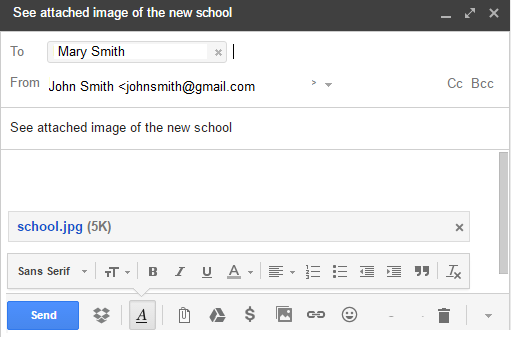 See attached image of the new school
To Mary Smith
From John Smith <johnsmith@gmail.com > Cc Bcc
See attached image of the new school
school.jpg (5K)
Sans Serif TT B I U A
Send A $